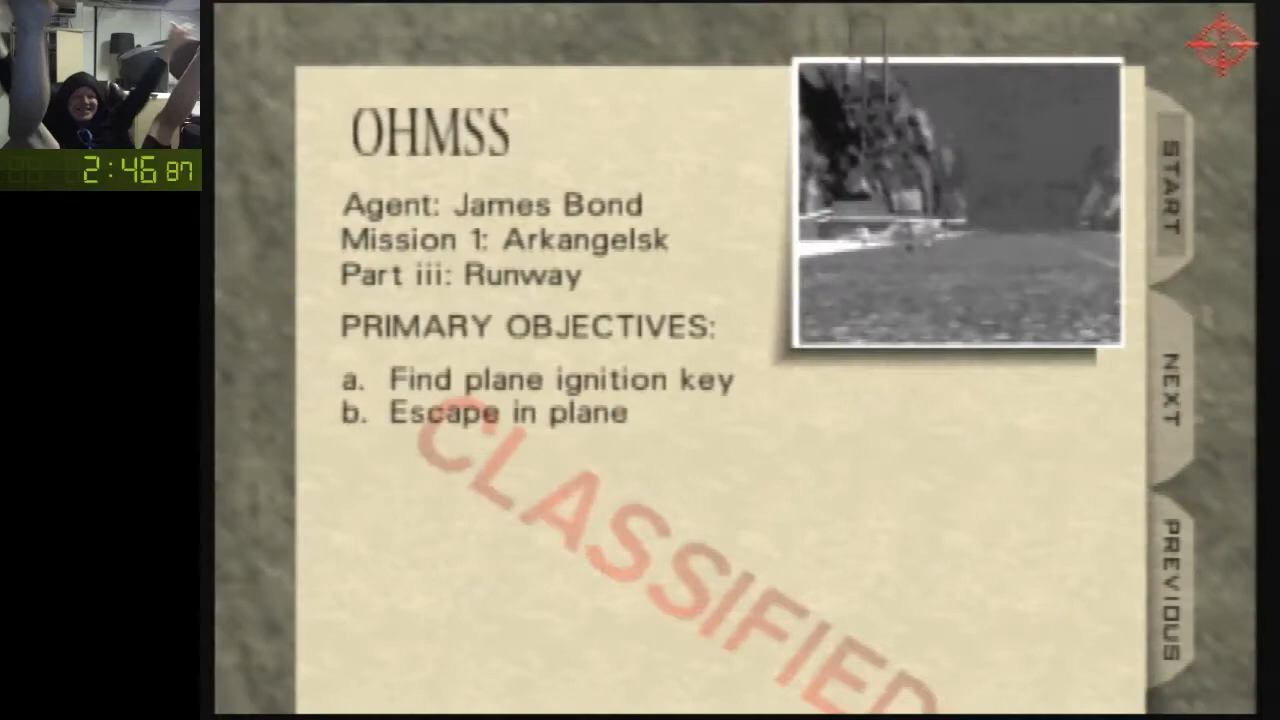 2:46 87
OHMSS
Agent: James Bond
Mission 1: Arkangelsk
Part iii: Runway
PRIMARY OBJECTIVES:
a. Find plane ignition key
b. Escape in plane
CLASSIFIED
START
NEXT
PREVIOUS